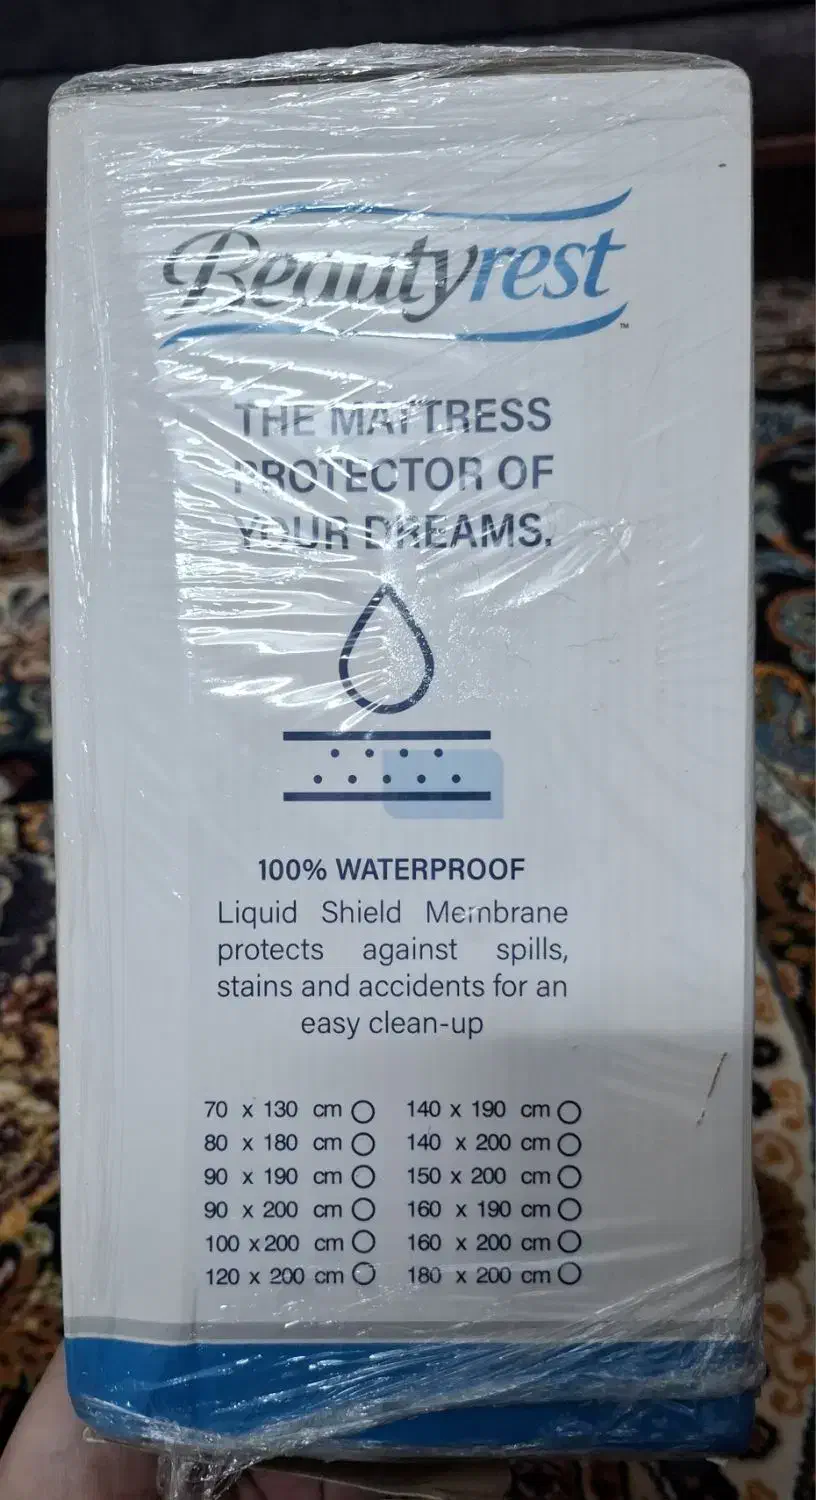 Beautyrest™
THE MATTRESS
PROTECTOR OF
YOUR DREAMS.
100% WATERPROOF
Liquid Shield Membrane
protects against spills,
stains and accidents for an
easy clean-up
70 x 130 cm 140 x 190 cm
80 x 180 cm 140 x 200 cm
90 x 190 cm 150 x 200 cm
90 x 200 cm 160 x 190 cm
100 x 200 cm 160 x 200 cm
120 x 200 cm 180 x 200 cm